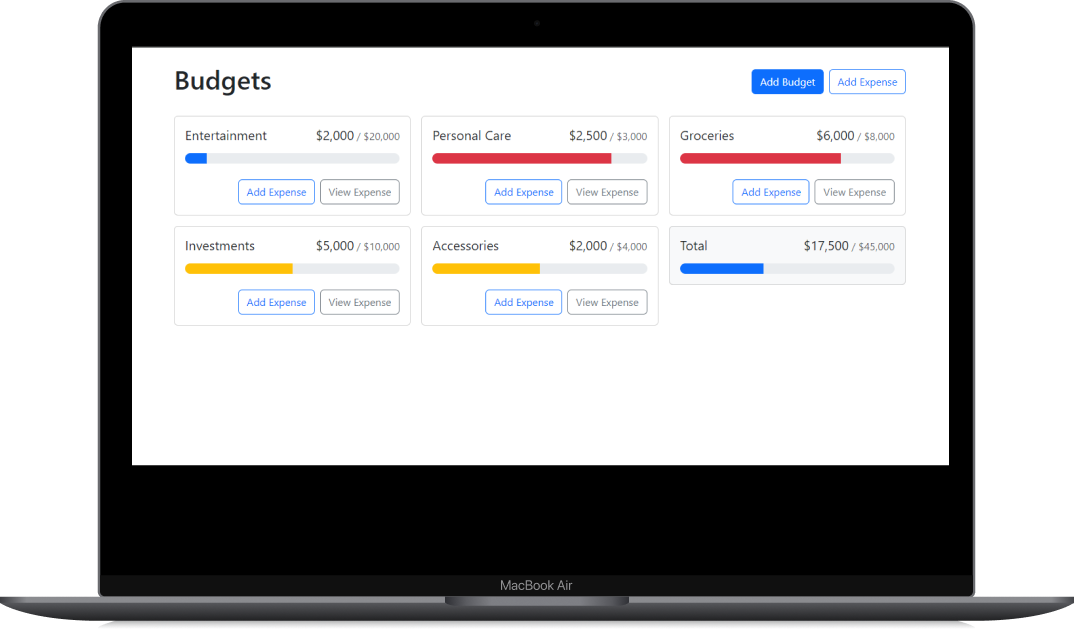 Budgets Add Budget Add Expense
Entertainment $2,000 / $20,000
Add Expense View Expense
Personal Care $2,500 / $3,000
Add Expense View Expense
Groceries $6,000 / $8,000
Add Expense View Expense
Investments $5,000 / $10,000
Add Expense View Expense
Accessories $2,000 / $4,000
Add Expense View Expense
Total $17,500 / $45,000
MacBook Air